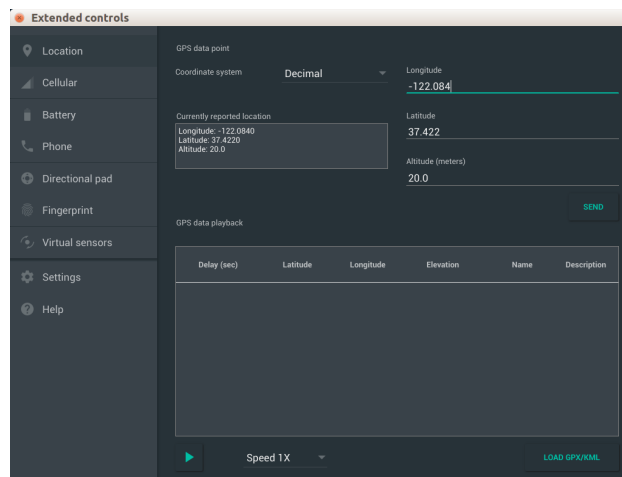 Extended controls
Location
Cellular
Battery
Phone
Directional pad
Fingerprint
Virtual sensors
Settings
Help
GPS data point
Coordinate system Decimal
Longitude
-122.084
Currently reported location
Longitude: -122.0840
Latitude: 37.4220
Altitude: 20.0
Latitude
37.422
Altitude (meters)
20.0
SEND
GPS data playback
Delay (sec) Latitude Longitude Elevation Name Description
Speed 1X
LOAD GPX/KML